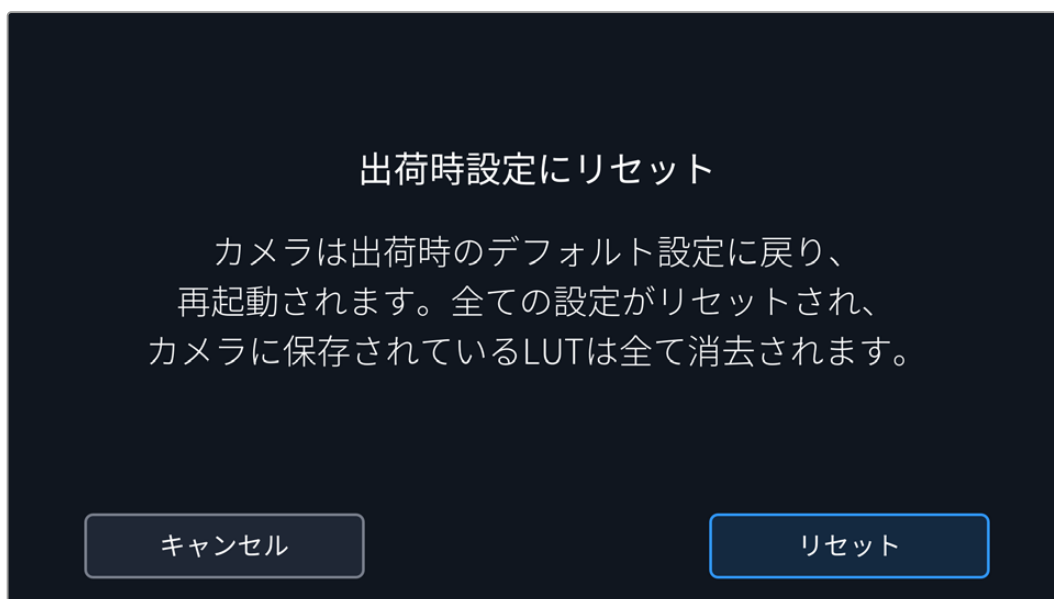 出荷時設定にリセット
カメラは出荷時のデフォルト設定に戻り、
再起動されます。全ての設定がリセットされ、
カメラに保存されているLUTは全て消去されます。
キャンセル
リセット